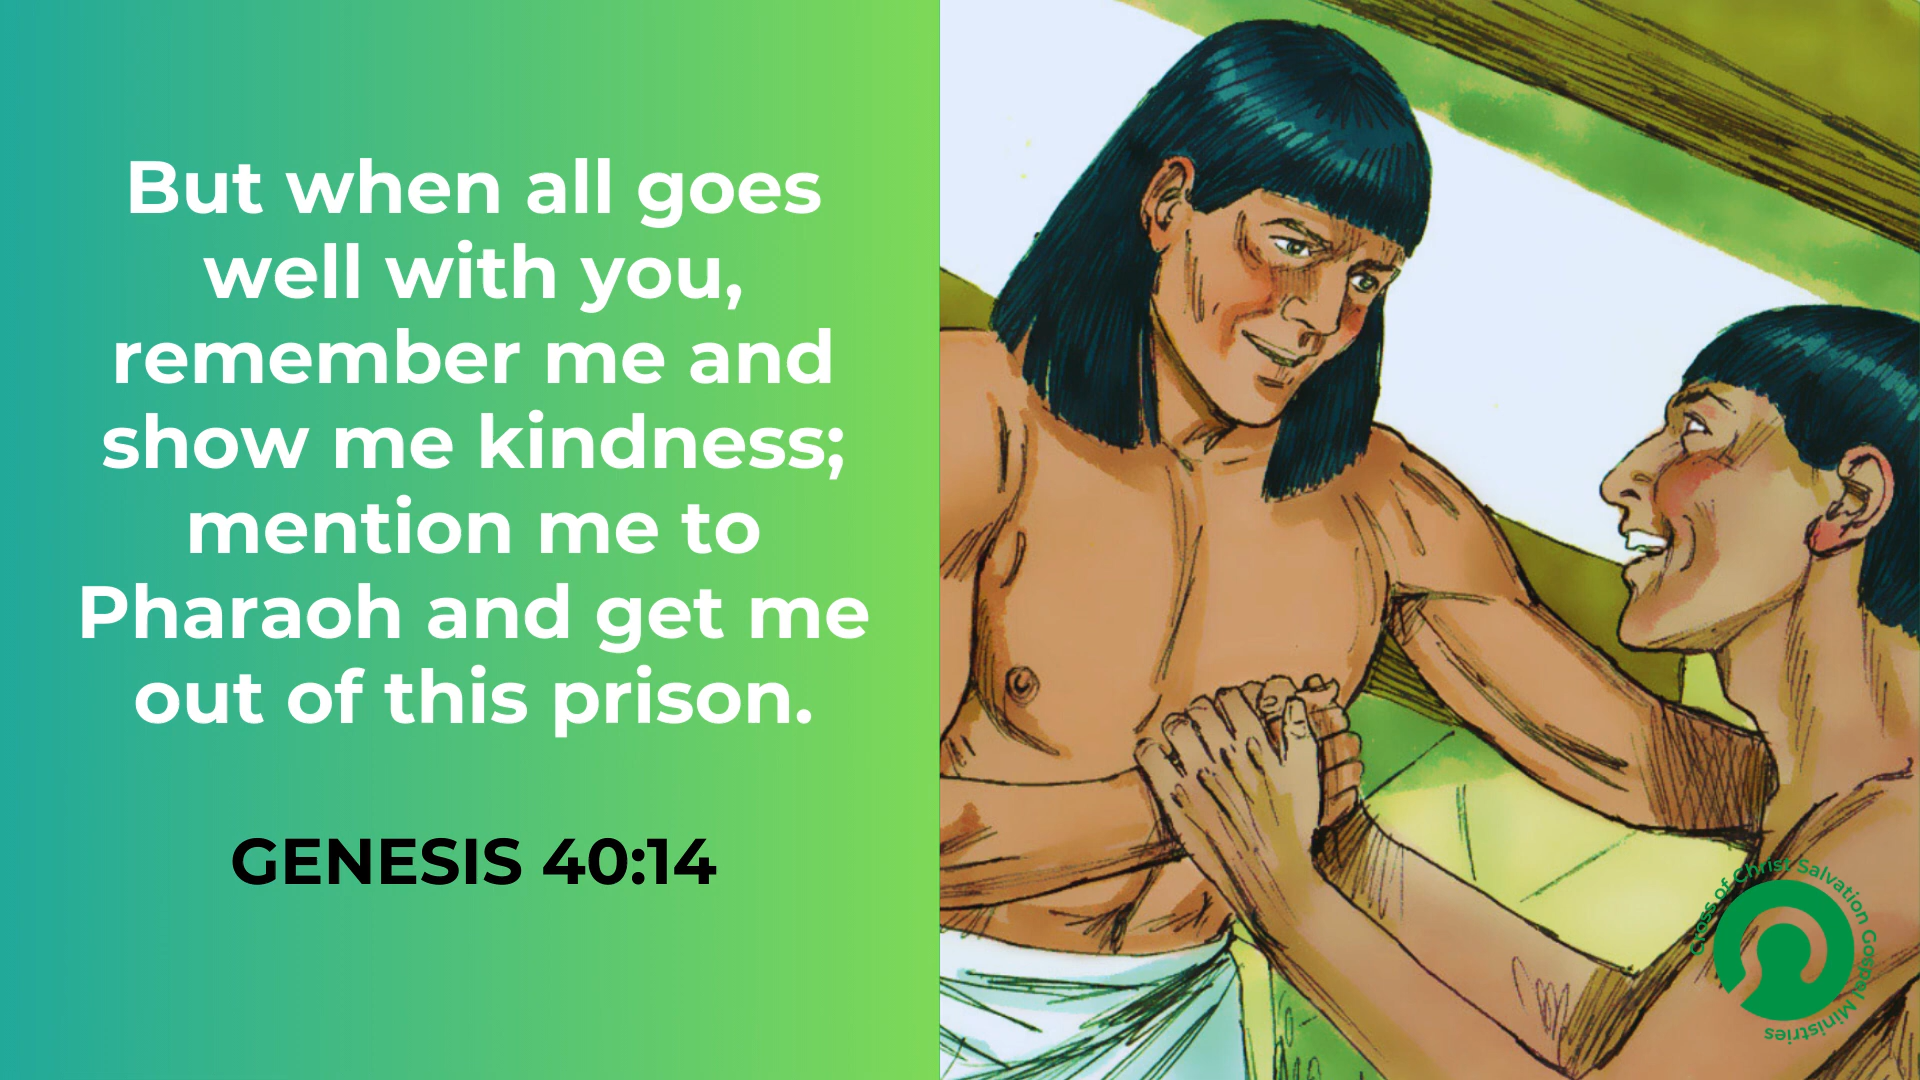 But when all goes
well with you,
remember me and
show me kindness;
mention me to
Pharaoh and get me
out of this prison.
GENESIS 40:14
Cross of Christ Salvation Gospel Ministries